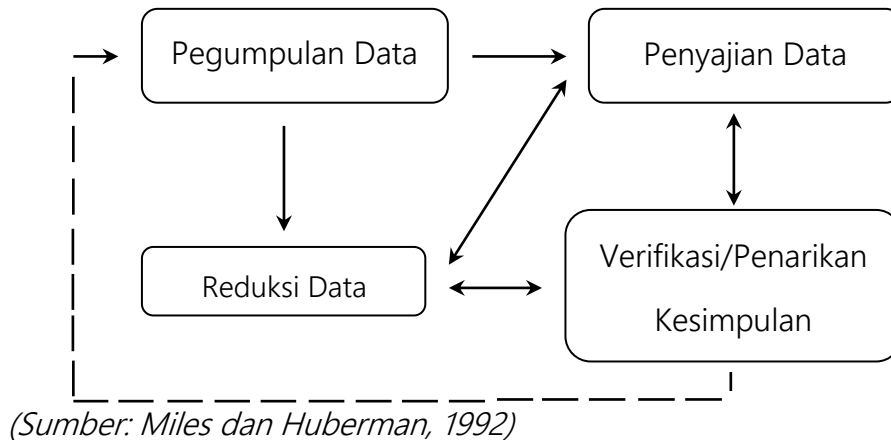 Pegumpulan Data
Penyajian Data
Reduksi Data
Verifikasi/Penarikan
Kesimpulan
(Sumber: Miles dan Huberman, 1992)